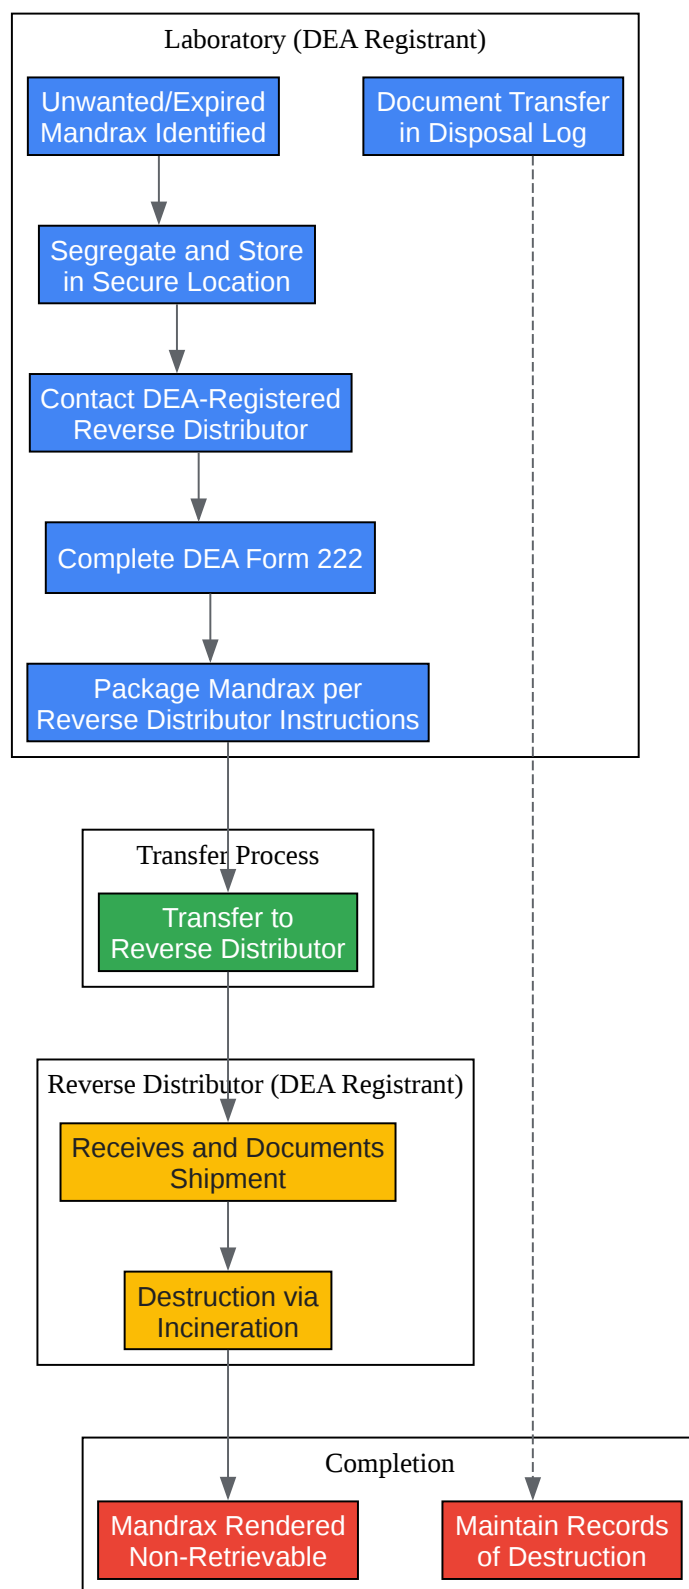 Laboratory (DEA Registrant)
Unwanted/Expired
Mandrax Identified
Document Transfer
in Disposal Log
Segregate and Store
in Secure Location
Contact DEA-Registered
Reverse Distributor
Complete DEA Form 222
Package Mandrax per
Reverse Distributor Instructions
Transfer Process
Transfer to
Reverse Distributor
Reverse Distributor (DEA Registrant)
Receives and Documents
Shipment
Destruction via
Incineration
Completion
Mandrax Rendered
Non-Retrievable
Maintain Records
of Destruction